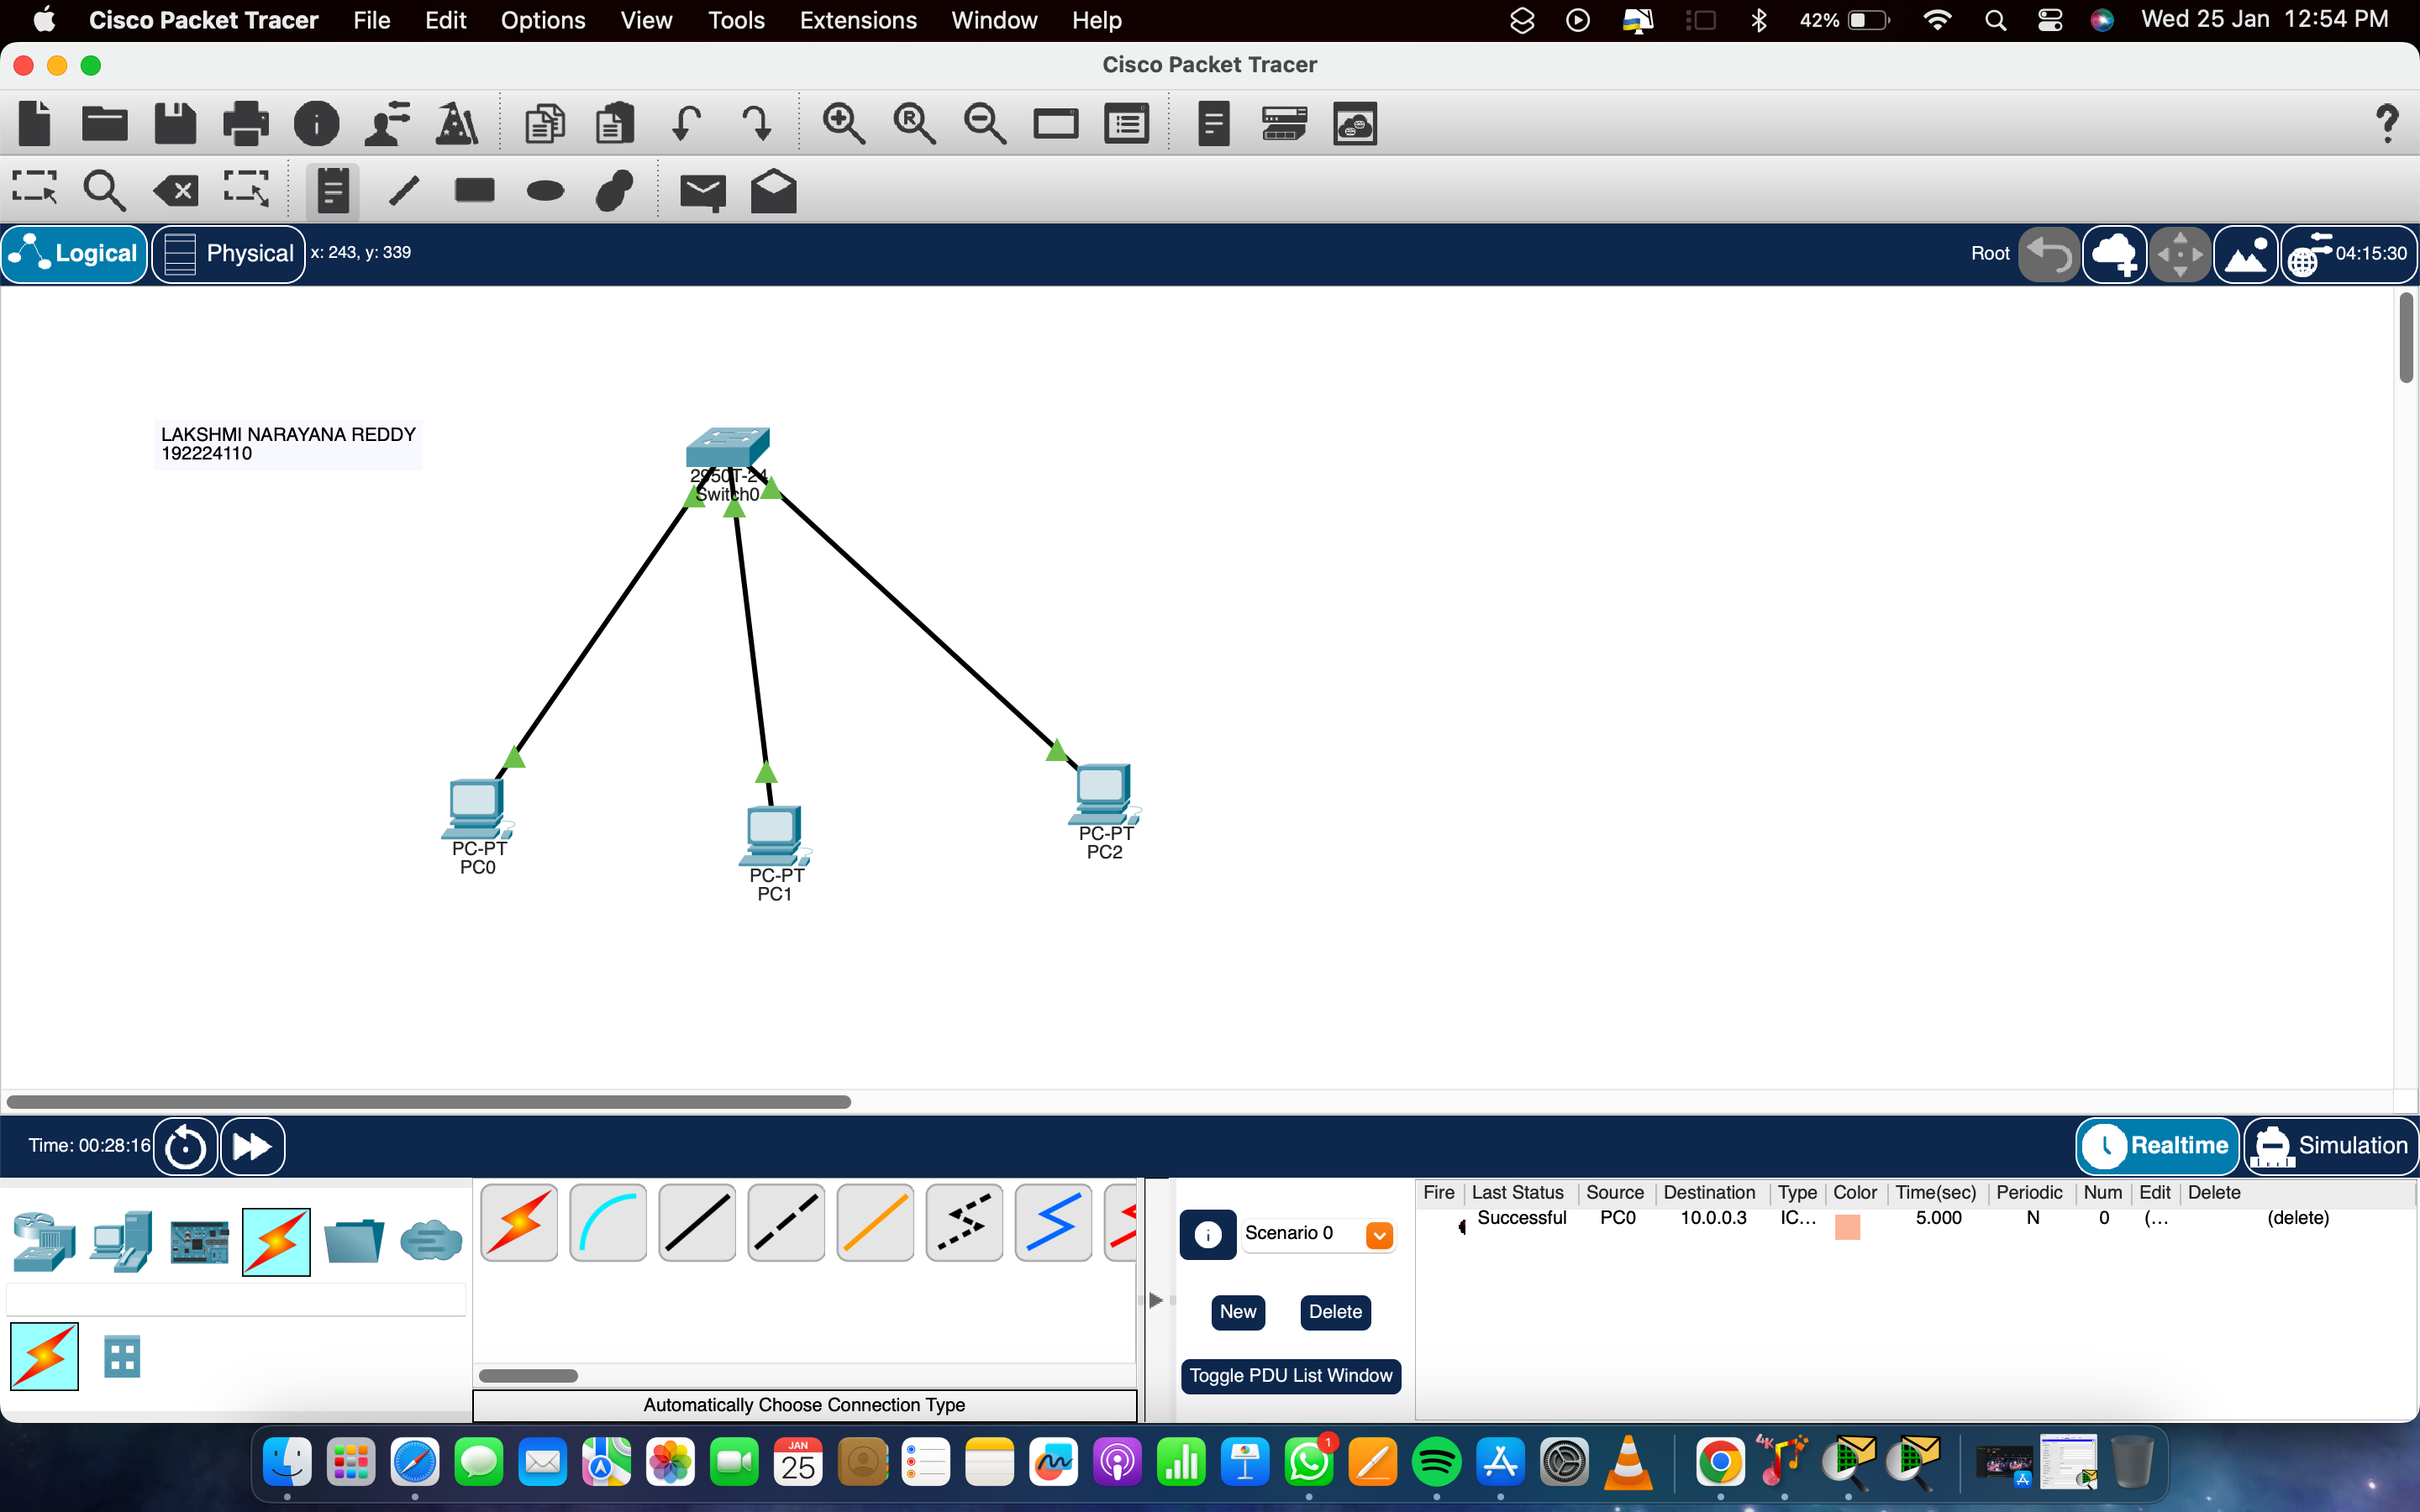 Cisco Packet Tracer File Edit Options View Tools Extensions Window Help 42% Wed 25 Jan 12:54 PM
Cisco Packet Tracer
Logical Physical x: 243, y: 339 Root 04:15:30
LAKSHMI NARAYANA REDDY
192224110
2950T-24
Switch0
PC-PT
PC0
PC-PT
PC1
PC-PT
PC2
Time: 00:28:16 Realtime Simulation
Fire Last Status Source Destination Type Color Time(sec) Periodic Num Edit Delete
Successful PC0 10.0.0.3 IC... 5.000 N 0 (... (delete)
Scenario 0
New Delete
Toggle PDU List Window
Automatically Choose Connection Type
JAN
25
1
4K